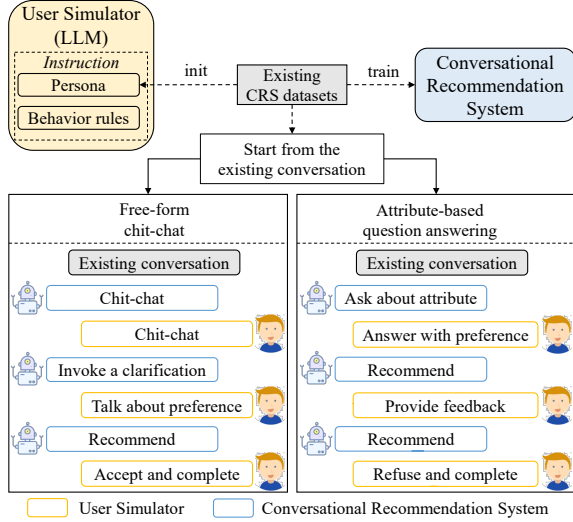 User Simulator
(LLM)
Instruction
Persona
Behavior rules
init
Existing
CRS datasets
train
Conversational
Recommendation
System
Start from the
existing conversation
Free-form
chit-chat
Existing conversation
Chit-chat
Chit-chat
Invoke a clarification
Talk about preference
Recommend
Accept and complete
Attribute-based
question answering
Existing conversation
Ask about attribute
Answer with preference
Recommend
Provide feedback
Recommend
Refuse and complete
User Simulator
Conversational Recommendation System